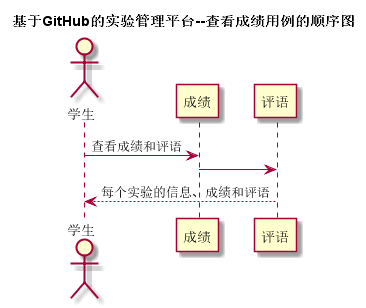 基于GitHub的实验管理平台--查看成绩用例的顺序图
学生
成绩
评语
查看成绩和评语
每个实验的信息、成绩和评语
学生
成绩
评语